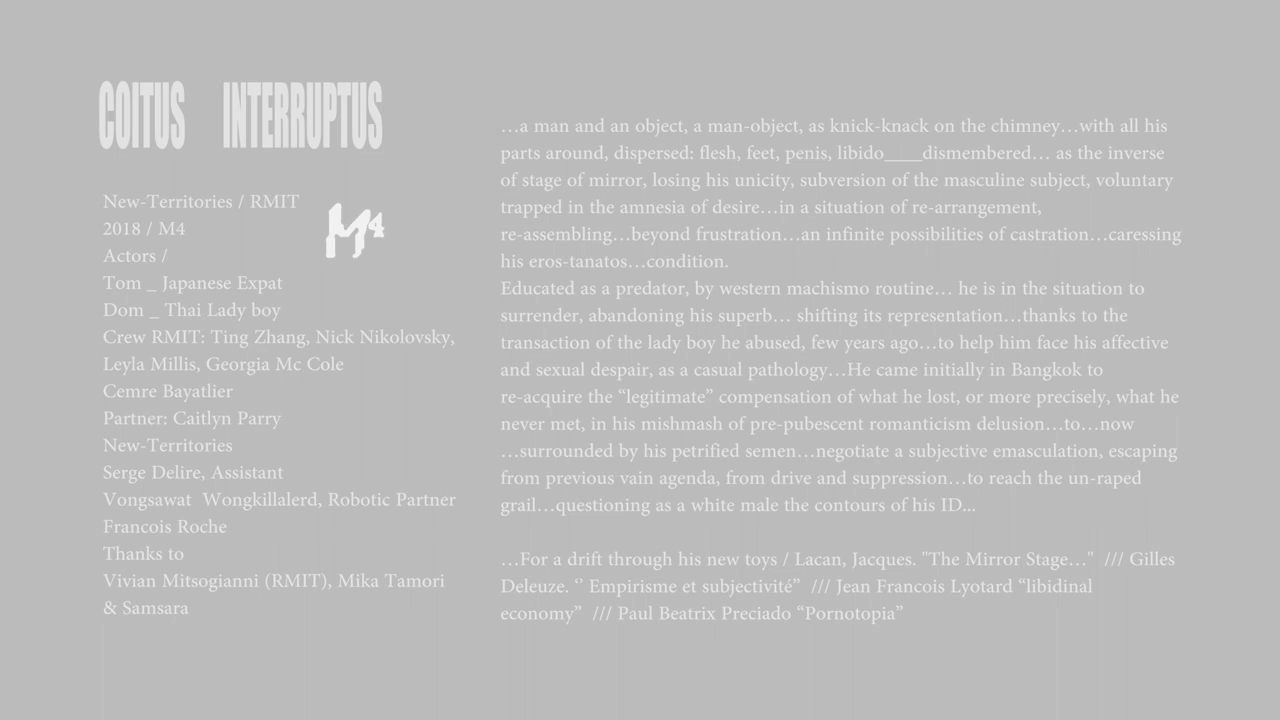 COITUS INTERRUPTUS
New-Territories / RMIT
2018 / M4
M4
Actors /
Tom _ Japanese Expat
Dom _ Thai Lady boy
Crew RMIT: Ting Zhang, Nick Nikolovsky,
Leyla Millis, Georgia Mc Cole
Cemre Bayatlier
Partner: Caitlyn Parry
New-Territories
Serge Delire, Assistant
Vongsawat  Wongkillalerd, Robotic Partner
Francois Roche
Thanks to
Vivian Mitsogianni (RMIT), Mika Tamori
& Samsara
…a man and an object, a man-object, as knick-knack on the chimney…with all his
parts around, dispersed: flesh, feet, penis, libido____dismembered… as the inverse
of stage of mirror, losing his unicity, subversion of the masculine subject, voluntary
trapped in the amnesia of desire…in a situation of re-arrangement,
re-assembling…beyond frustration…an infinite possibilities of castration…caressing
his eros-tanatos…condition.
Educated as a predator, by western machismo routine… he is in the situation to
surrender, abandoning his superb… shifting its representation…thanks to the
transaction of the lady boy he abused, few years ago…to help him face his affective
and sexual despair, as a casual pathology…He came initially in Bangkok to
re-acquire the “legitimate” compensation of what he lost, or more precisely, what he
never met, in his mishmash of pre-pubescent romanticism delusion…to…now
…surrounded by his petrified semen…negotiate a subjective emasculation, escaping
from previous vain agenda, from drive and suppression…to reach the un-raped
grail…questioning as a white male the contours of his ID...
…For a drift through his new toys / Lacan, Jacques. "The Mirror Stage…"  /// Gilles
Deleuze. “ Empirisme et subjectivité”  /// Jean Francois Lyotard “libidinal
economy”  /// Paul Beatrix Preciado “Pornotopia”